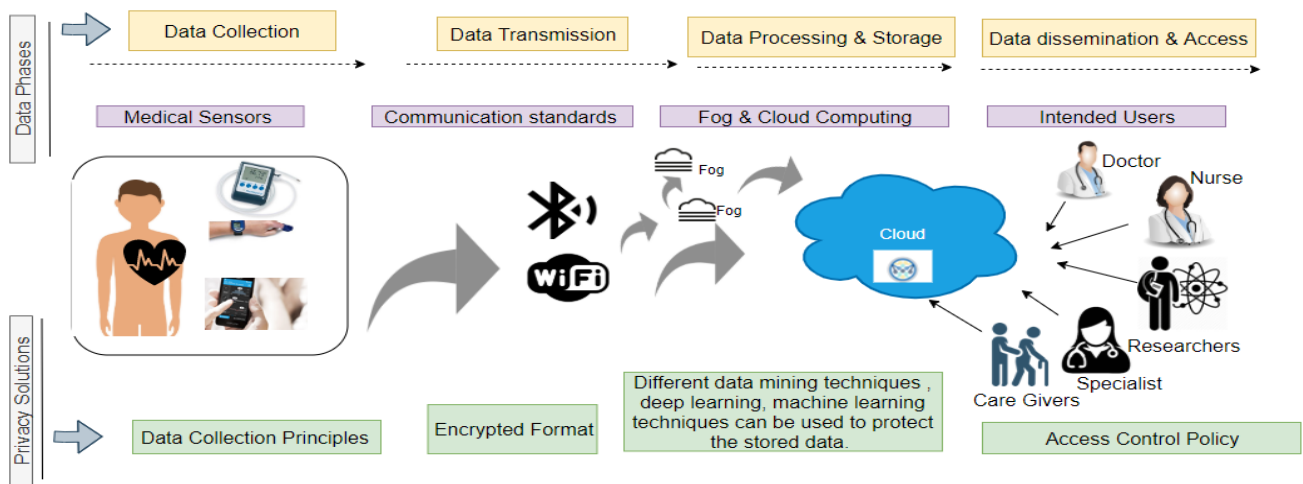 Data Phases
Data Collection
Data Transmission
Data Processing & Storage
Data dissemination & Access
Medical Sensors
Communication standards
Fog & Cloud Computing
Intended Users
Fog
Fog
Cloud
WiFi
Doctor
Nurse
Researchers
Specialist
Care Givers
Privacy Solutions
Data Collection Principles
Encrypted Format
Different data mining techniques ,
deep learning, machine learning
techniques can be used to protect
the stored data.
Access Control Policy